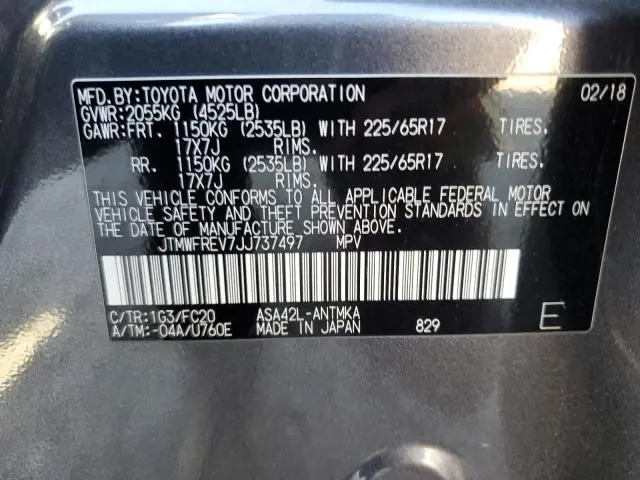 MFD.BY:TOYOTA MOTOR CORPORATION 02/18
GVWR:2055KG (4525LB)
GAWR:FRT. 1150KG (2535LB) WITH 225/65R17 TIRES.
17X7J RIMS.
RR. 1150KG (2535LB) WITH 225/65R17 TIRES.
17X7J RIMS.
THIS VEHICLE CONFORMS TO ALL APPLICABLE FEDERAL MOTOR
VEHICLE SAFETY AND THEFT PREVENTION STANDARDS IN EFFECT ON
THE DATE OF MANUFACTURE SHOWN ABOVE.
JTMWFREV7JJ737497 MPV
C/TR:1G3/FC20 ASA42L-ANTMKA
A/TM:-04A/U760E MADE IN JAPAN 829 E